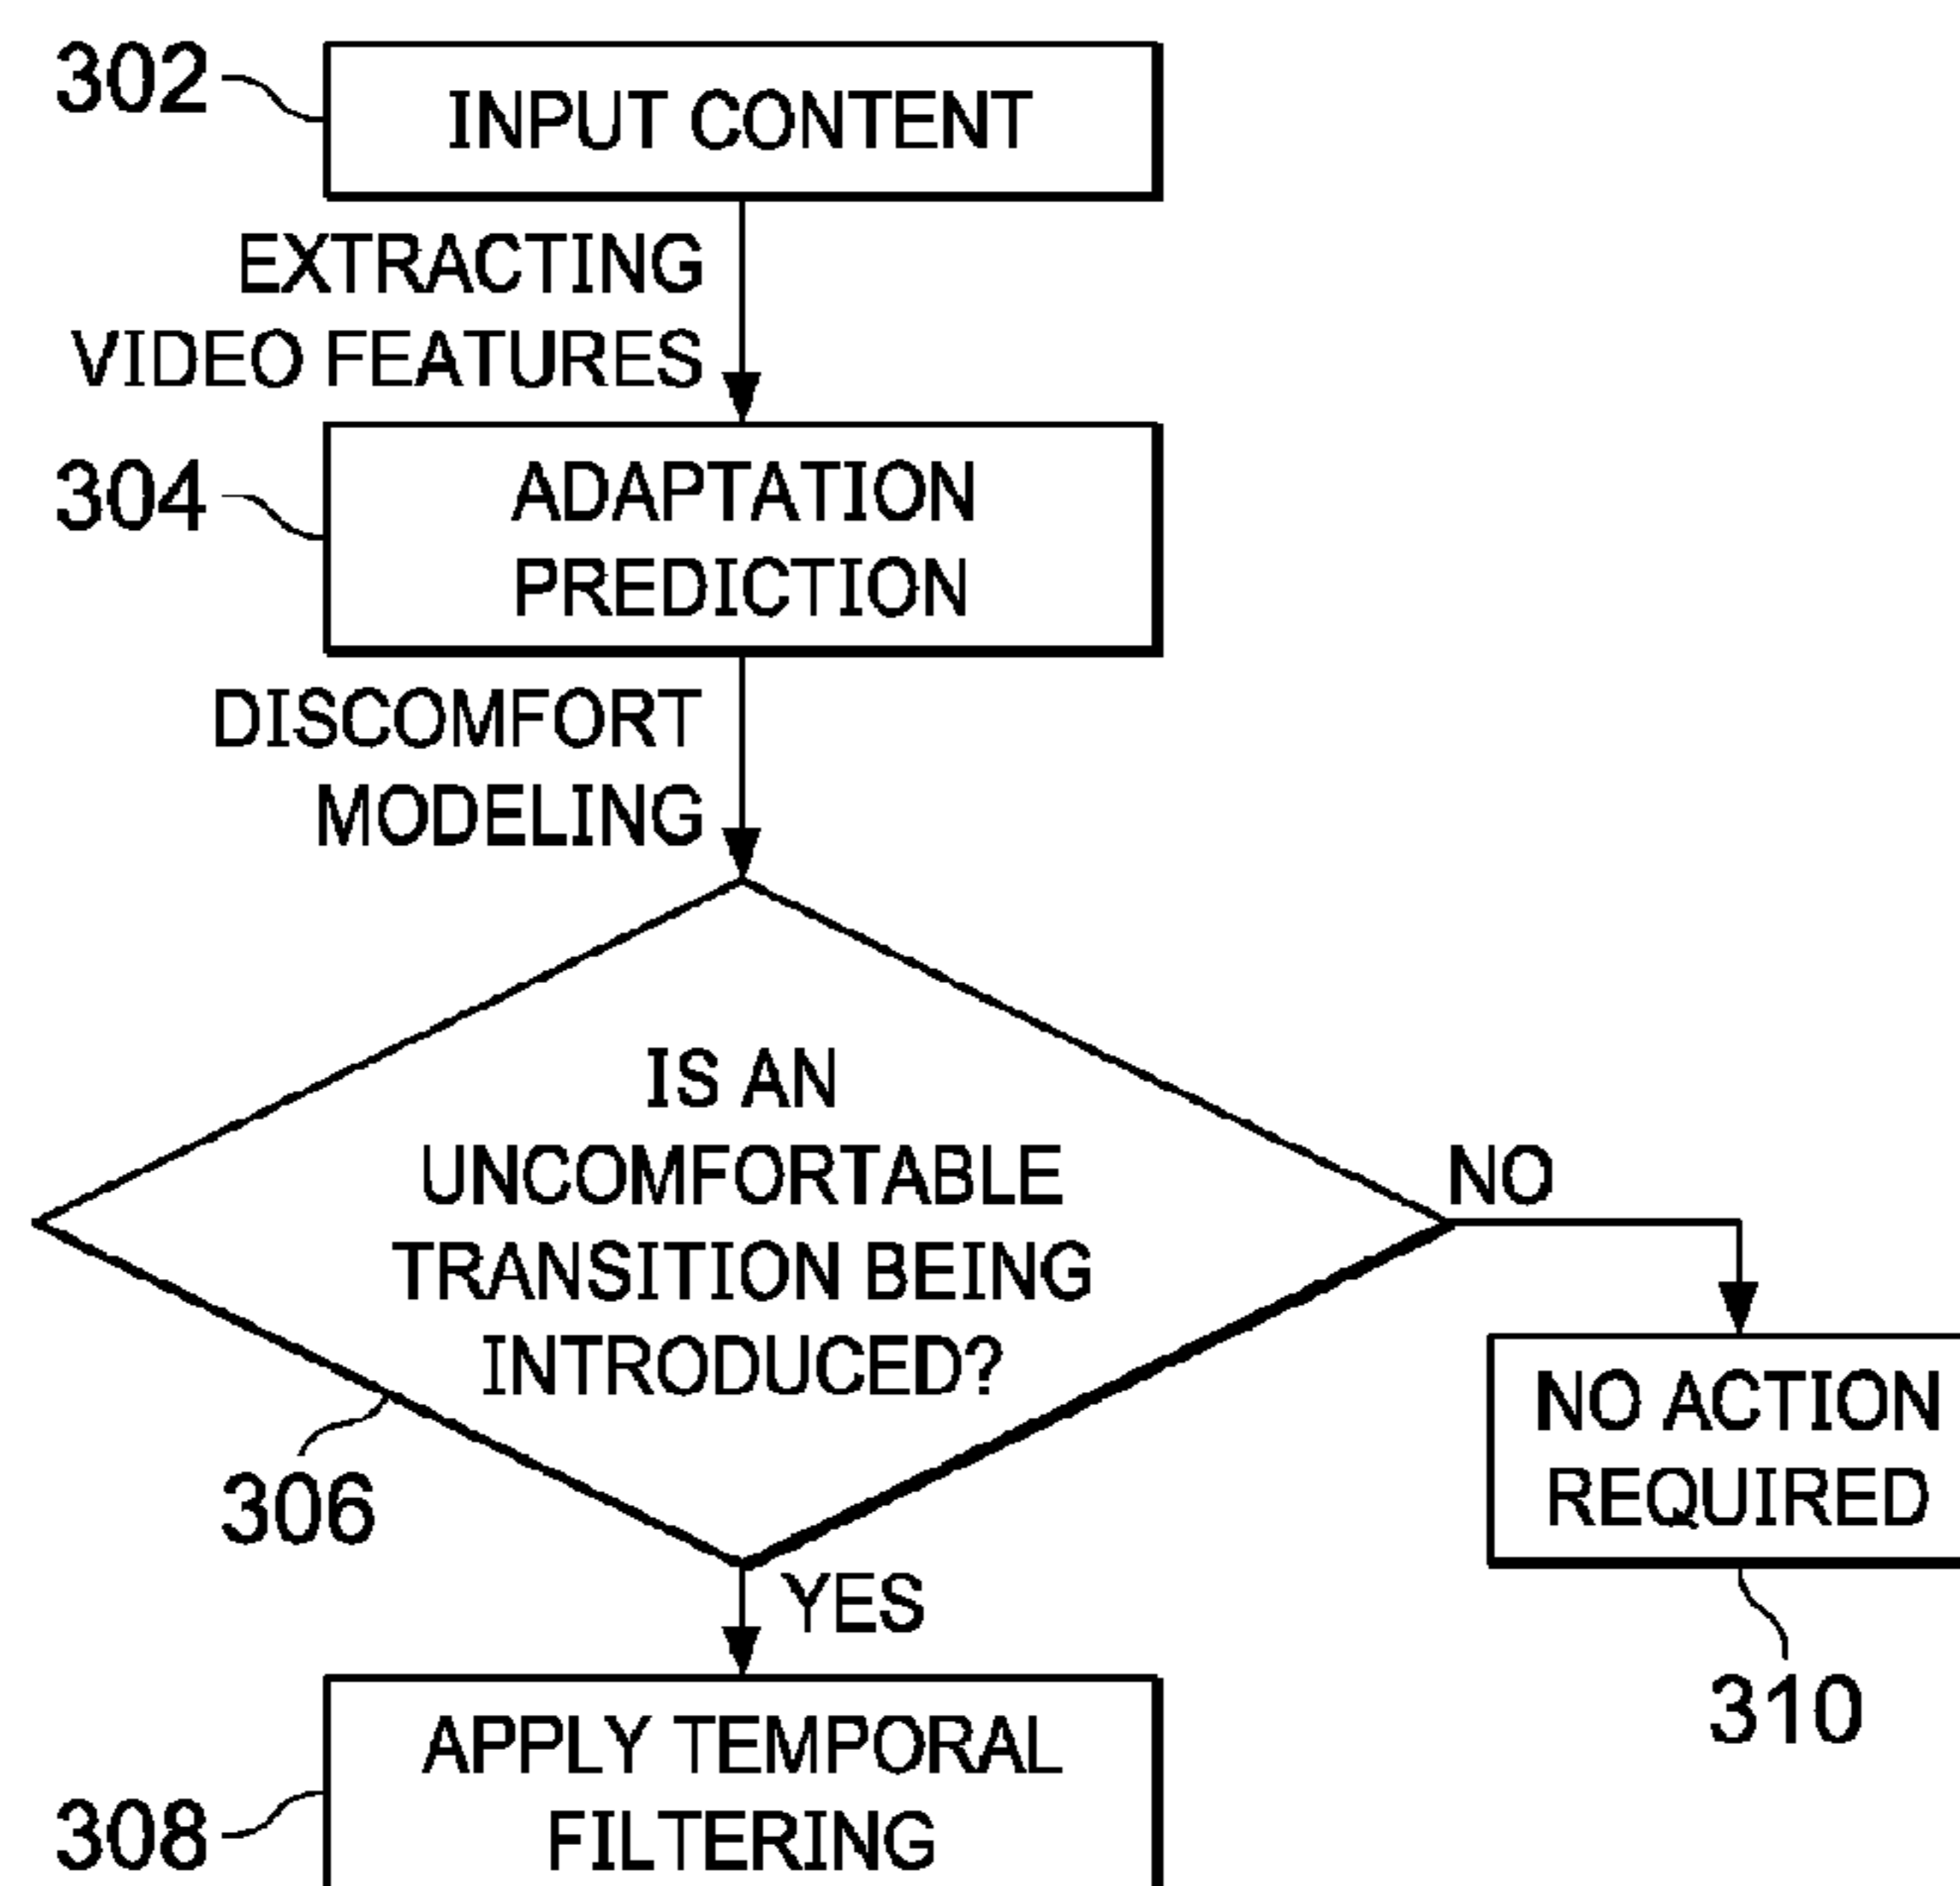 302
INPUT CONTENT
EXTRACTING
VIDEO FEATURES
304
ADAPTATION
PREDICTION
DISCOMFORT
MODELING
IS AN
UNCOMFORTABLE
TRANSITION BEING
INTRODUCED?
306
NO
NO ACTION
REQUIRED
310
YES
308
APPLY TEMPORAL
FILTERING